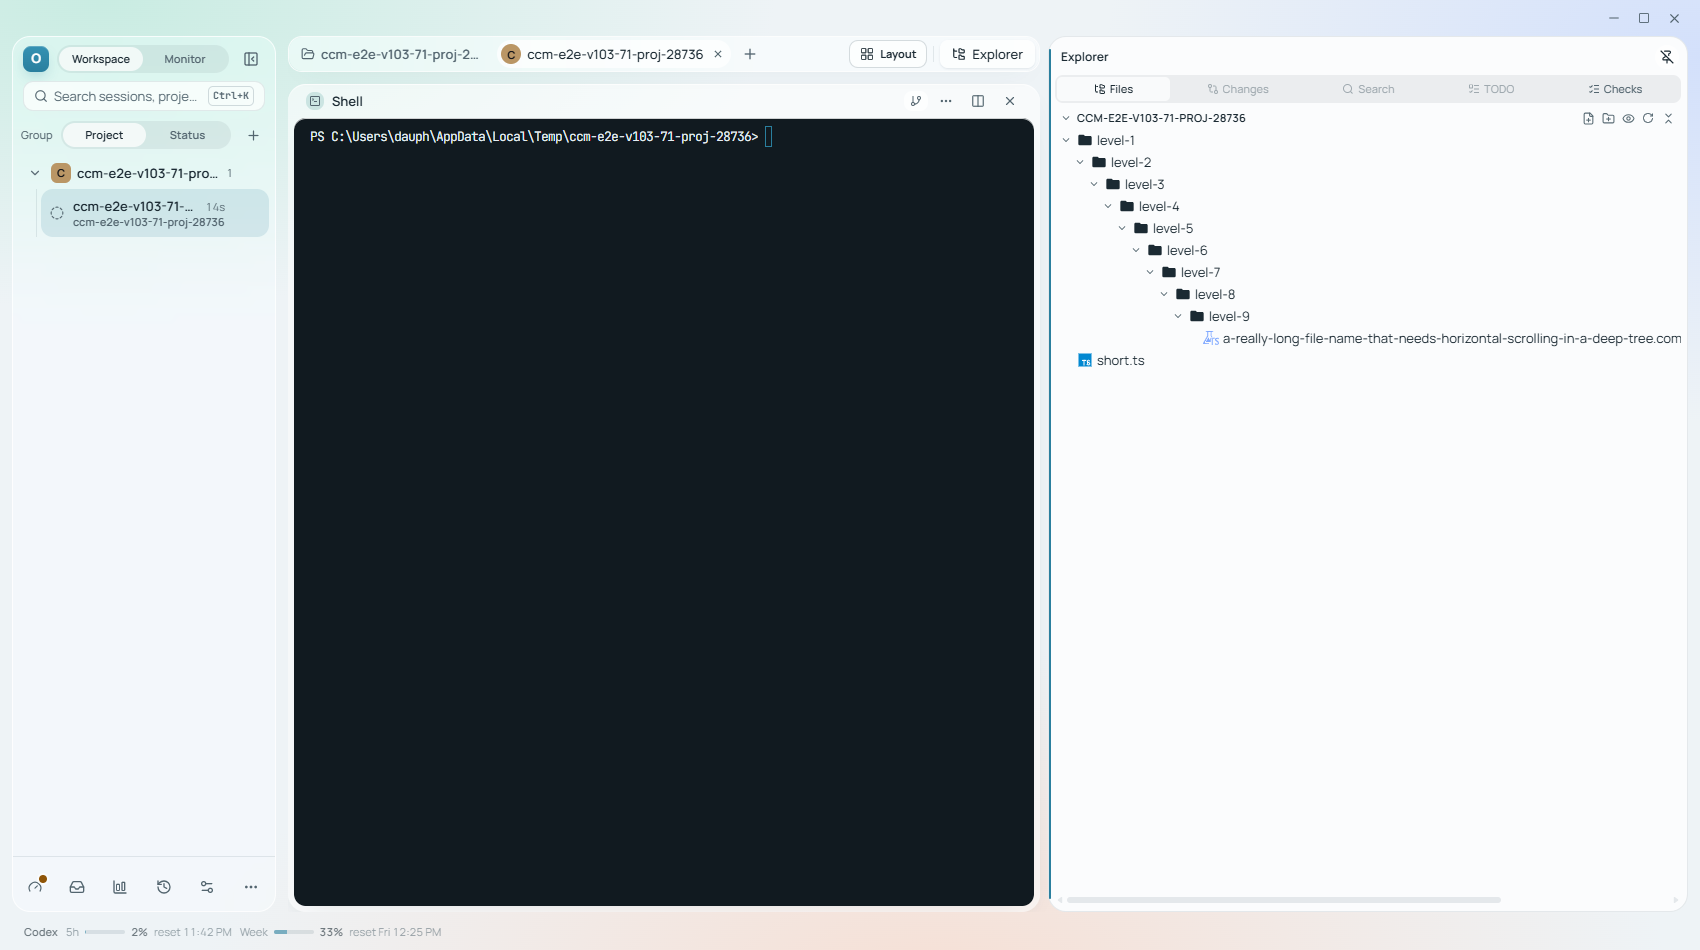 O
Workspace
Monitor
Search sessions, proje...
Ctrl+K
Group
Project
Status
C
ccm-e2e-v103-71-pro...
1
ccm-e2e-v103-71-...
14s
ccm-e2e-v103-71-proj-28736
ccm-e2e-v103-71-proj-2...
C
ccm-e2e-v103-71-proj-28736
Layout
Explorer
Shell
PS C:\Users\dauph\AppData\Local\Temp\ccm-e2e-v103-71-proj-28736>
Explorer
Files
Changes
Search
TODO
Checks
CCM-E2E-V103-71-PROJ-28736
level-1
level-2
level-3
level-4
level-5
level-6
level-7
level-8
level-9
TS a-really-long-file-name-that-needs-horizontal-scrolling-in-a-deep-tree.com
TS short.ts
Codex 5h 2% reset 11:42 PM Week 33% reset Fri 12:25 PM